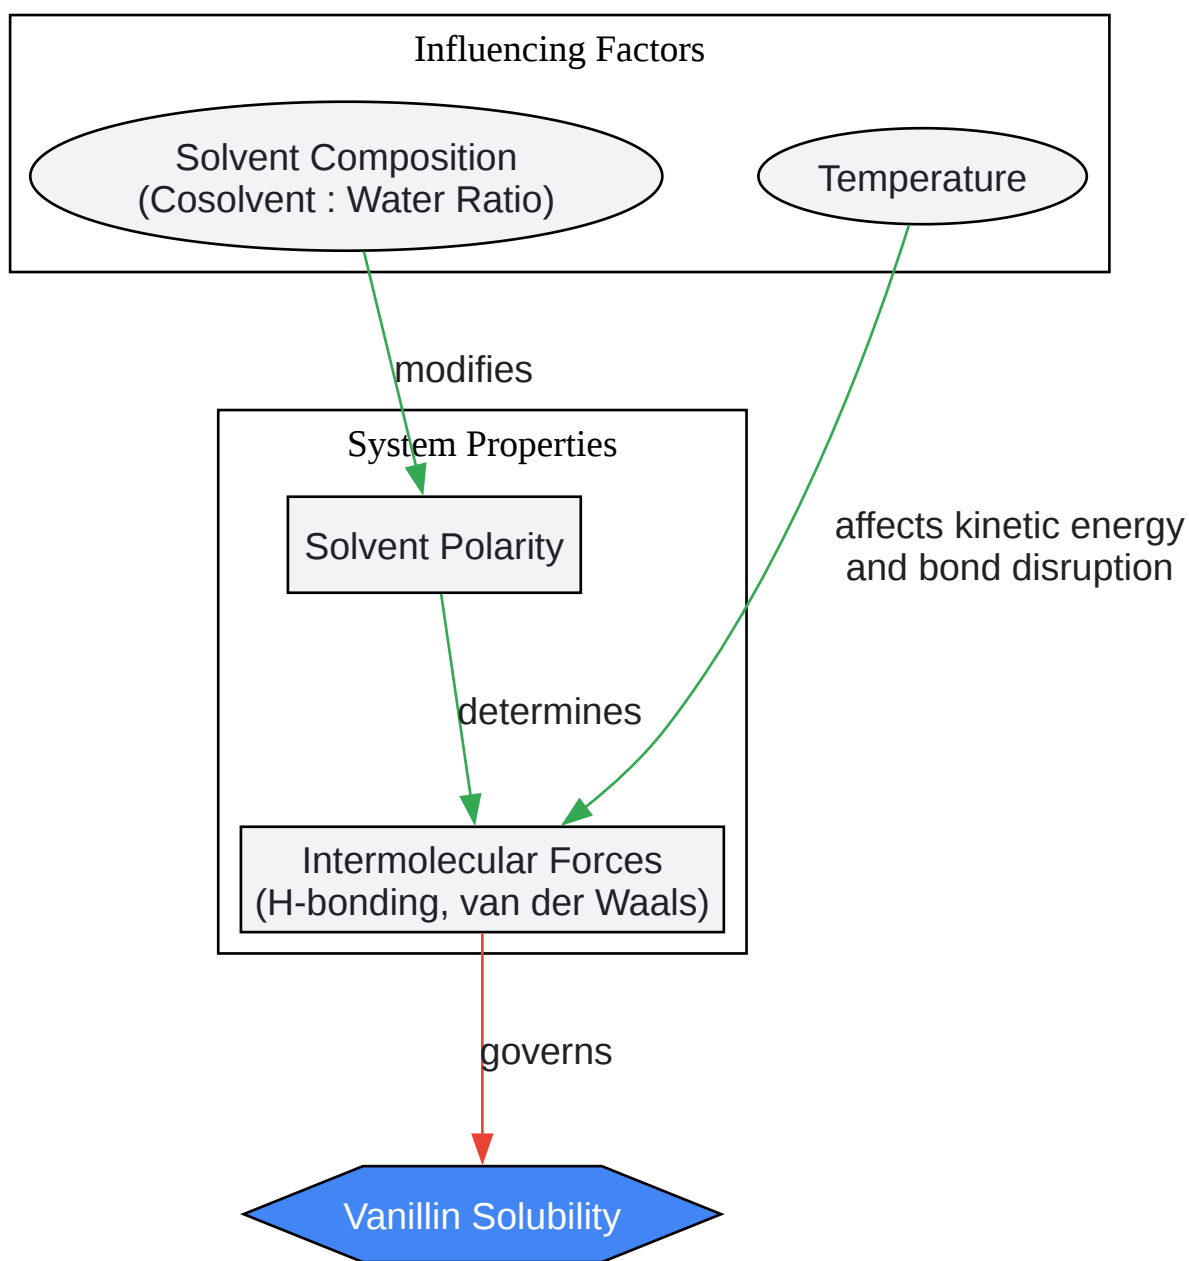 Influencing Factors
Solvent Composition
(Cosolvent : Water Ratio)
Temperature
modifies
System Properties
Solvent Polarity
affects kinetic energy
and bond disruption
determines
Intermolecular Forces
(H-bonding, van der Waals)
governs
Vanillin Solubility